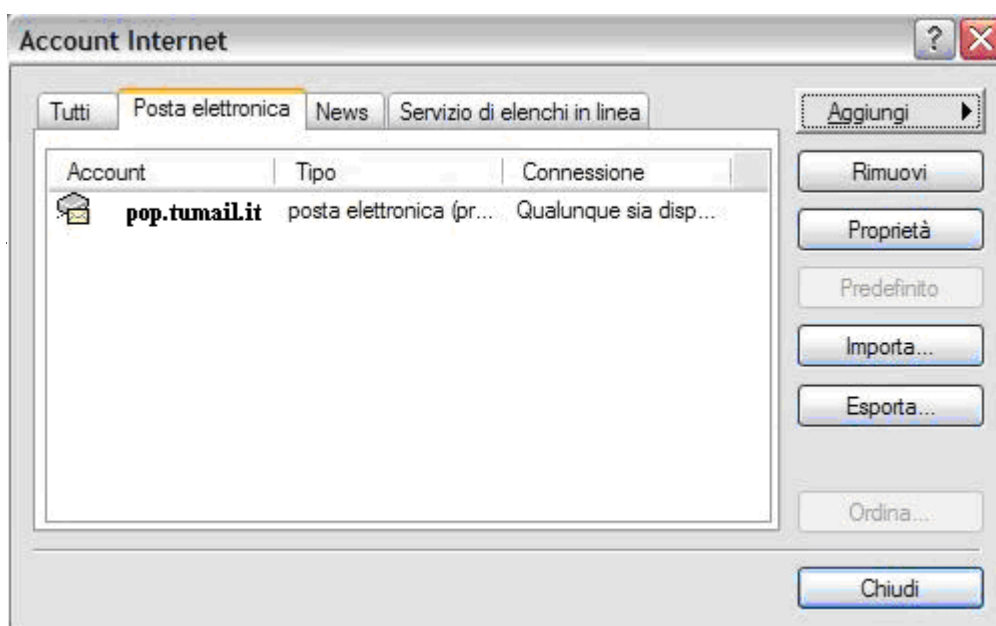 Account Internet
Tutti Posta elettronica News Servizio di elenchi in linea
Aggiungi
Account Tipo Connessione
Rimuovi
pop.tumail.it posta elettronica (pr... Qualunque sia disp...
Proprietà
Predefinito
Importa...
Esporta...
Ordina...
Chiudi